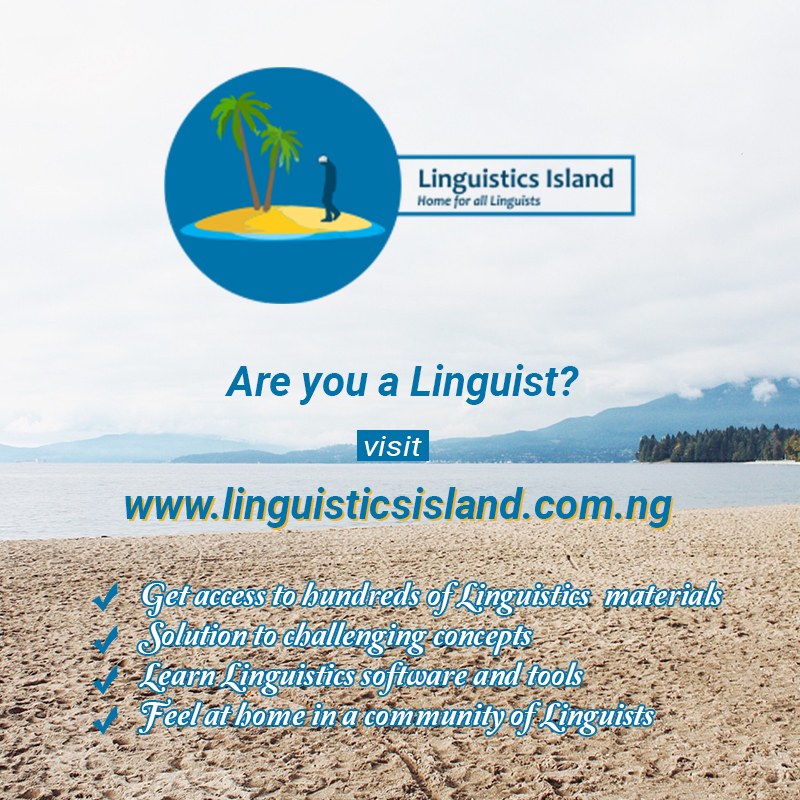 Linguistics Island
Home for all Linguists
Are you a Linguist?
visit
www.linguisticsisland.com.ng
Get access to hundreds of Linguistics materials
Solution to challenging concepts
Learn Linguistics software and tools
Feel at home in a community of Linguists